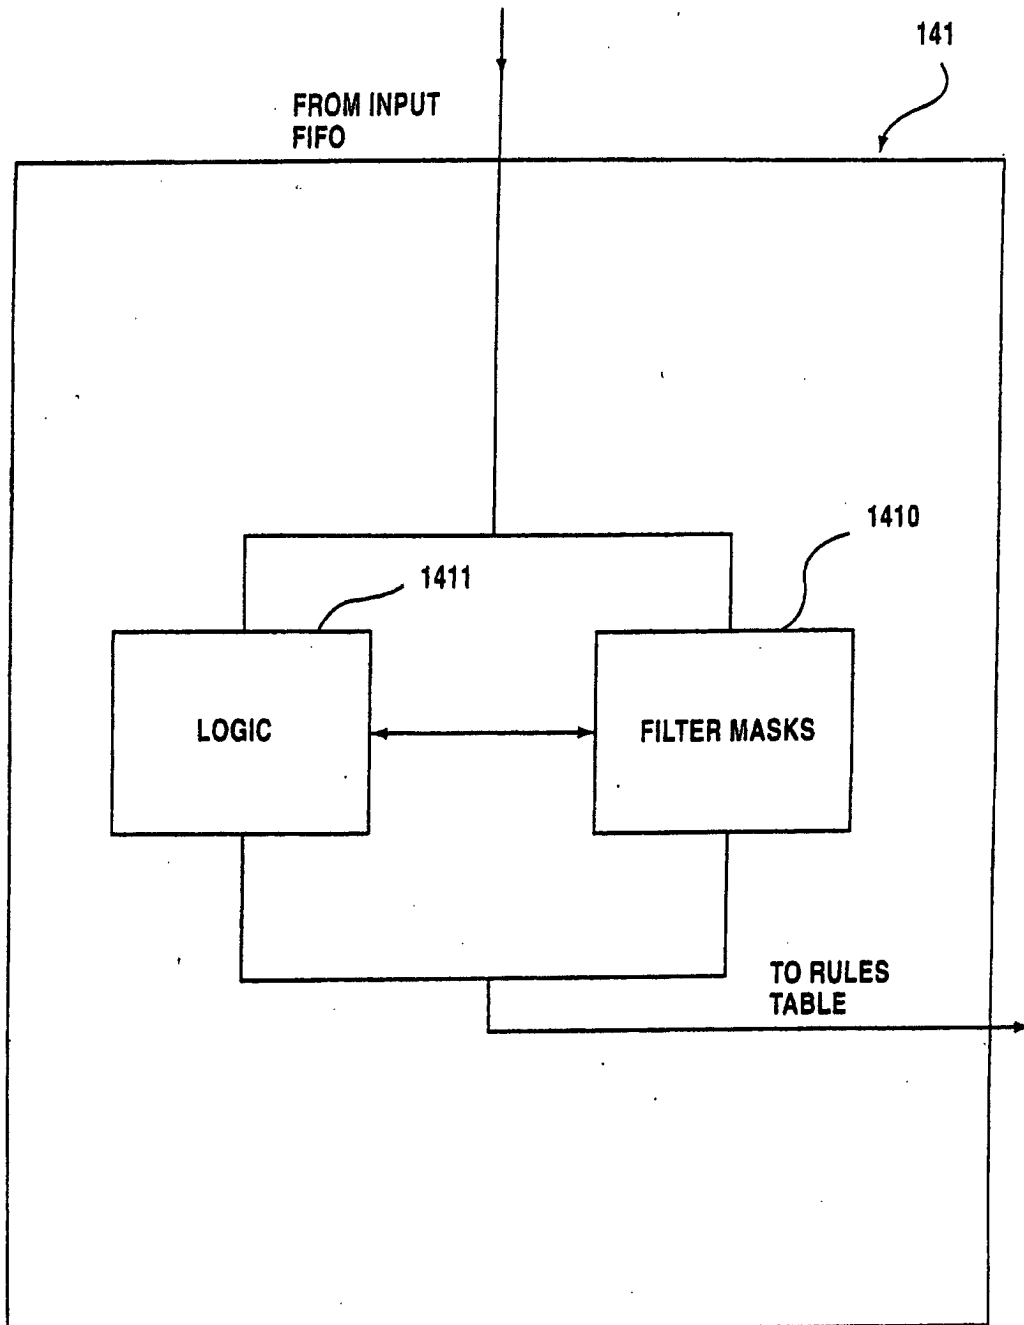 141
FROM INPUT
FIFO
1410
1411
LOGIC
FILTER MASKS
TO RULES
TABLE